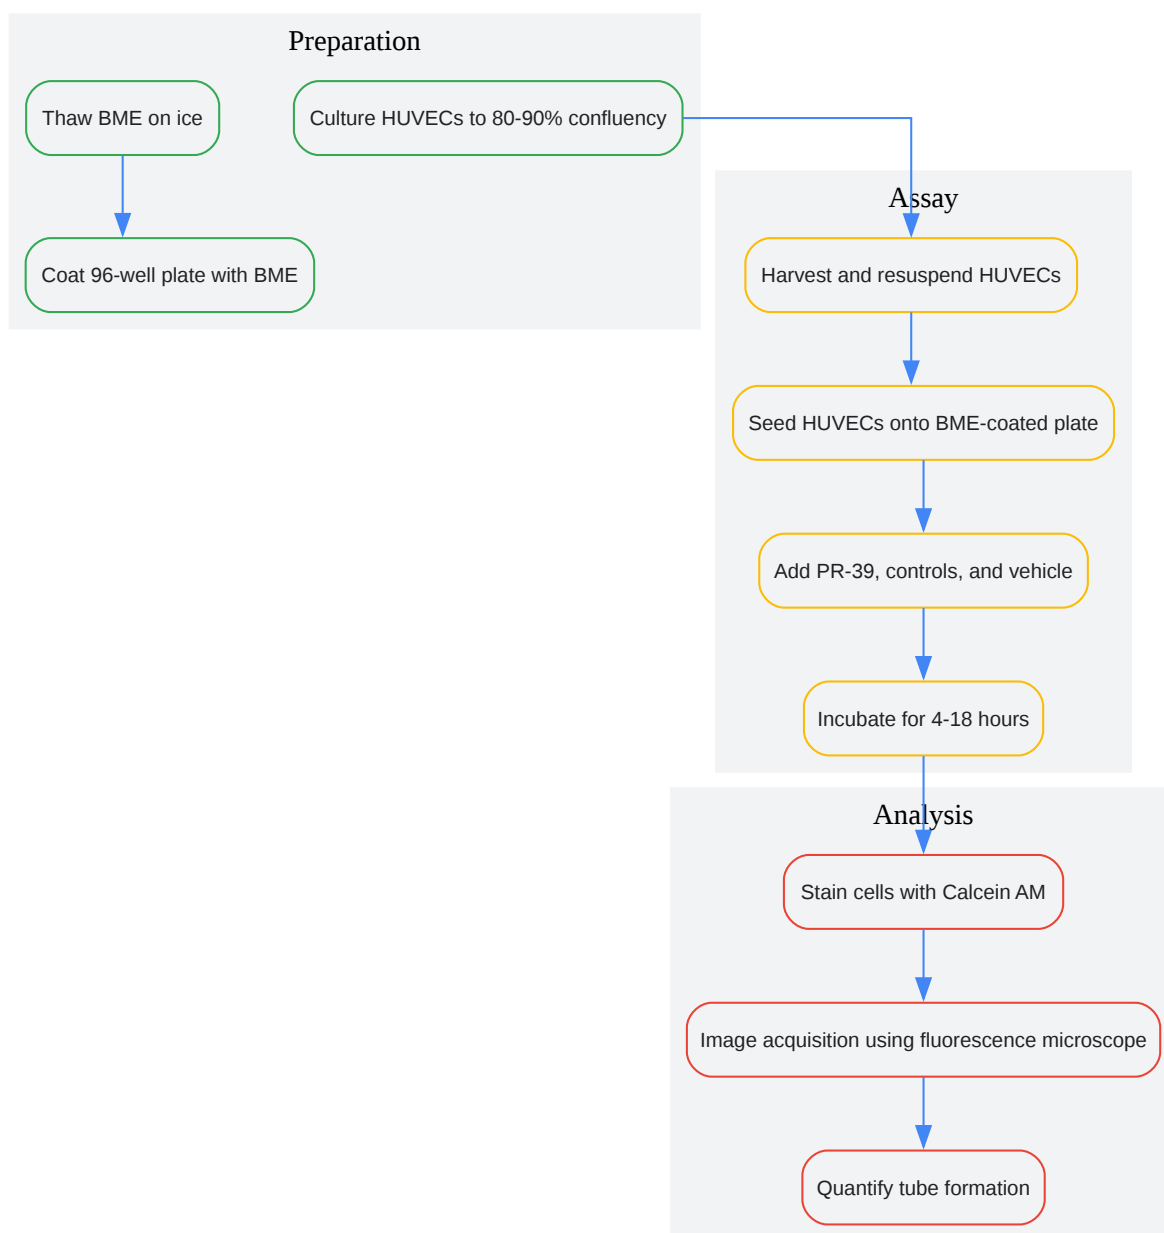 Preparation
Thaw BME on ice
Culture HUVECs to 80-90% confluency
Coat 96-well plate with BME
Assay
Harvest and resuspend HUVECs
Seed HUVECs onto BME-coated plate
Add PR-39, controls, and vehicle
Incubate for 4-18 hours
Analysis
Stain cells with Calcein AM
Image acquisition using fluorescence microscope
Quantify tube formation